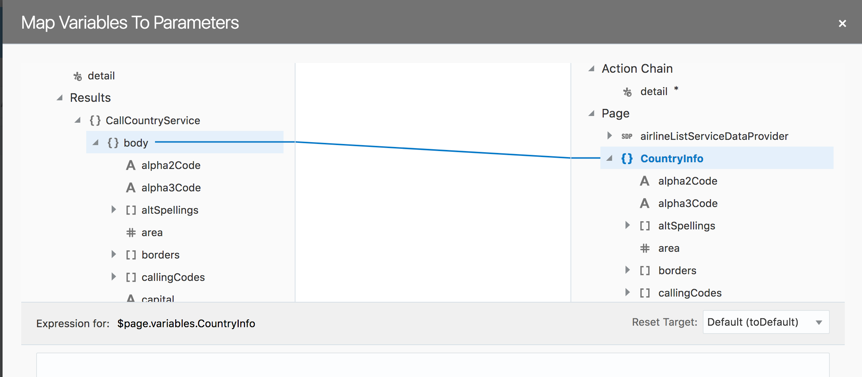 Map Variables To Parameters
×
detail
Results
{} CallCountryService
{} body
A alpha2Code
A alpha3Code
[] altSpellings
# area
[] borders
[] callingCodes
A capital
Action Chain
detail *
Page
SDP airlineListServiceDataProvider
{} CountryInfo
A alpha2Code
A alpha3Code
[] altSpellings
# area
[] borders
[] callingCodes
Expression for: $page.variables.CountryInfo
Reset Target: Default (toDefault)